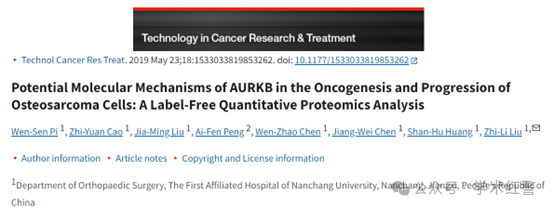 Technology in Cancer Research & Treatment
• Technol Cancer Res Treat. 2019 May 23;18:1533033819853262. doi: 10.1177/1533033819853262
Potential Molecular Mechanisms of AURKB in the Oncogenesis and Progression of
Osteosarcoma Cells: A Label-Free Quantitative Proteomics Analysis
Wen-Sen Pi 1, Zhi-Yuan Cao 1, Jia-Ming Liu 1, Ai-Fen Peng 2, Wen-Zhao Chen 1, Jiang-Wei Chen 1, Shan-Hu Huang 1, Zhi-Li Liu 1,
• Author information • Article notes • Copyright and License information
1Department of Orthopaedic Surgery, The First Affiliated Hospital of Nanchang University, Nanchang, Jiangxi, People's Republic of
China
公众号 · 学术红警